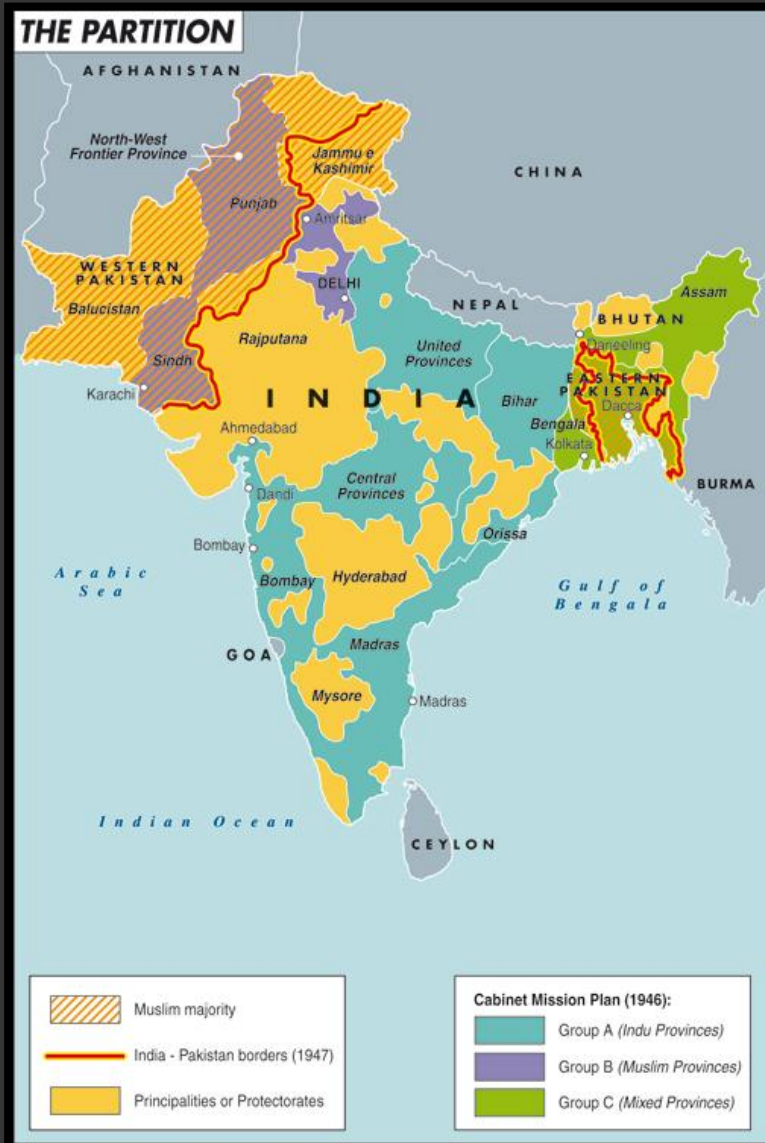 THE PARTITION
AFGHANISTAN
North-West
Frontier Province
Jammu e
Kashimir
CHINA
Punjab
Amritsar
WESTERN
PAKISTAN
Balucistan
DELHI
NEPAL
Assam
BHUTAN
Darjeeling
Sindh
Rajputana
United
Provinces
Karachi
INDIA
Bihar
EASTERN
PAKISTAN
Dacca
Bengala
Kolkata
Ahmedabad
BURMA
Dandi
Central
Provinces
Orissa
Bombay
Arabic
Sea
Bombay
Hyderabad
Gulf of
Bengala
GOA
Madras
Mysore
Madras
Indian Ocean
CEYLON
Muslim majority
India - Pakistan borders (1947)
Principalities or Protectorates
Cabinet Mission Plan (1946):
Group A (Indu Provinces)
Group B (Muslim Provinces)
Group C (Mixed Provinces)